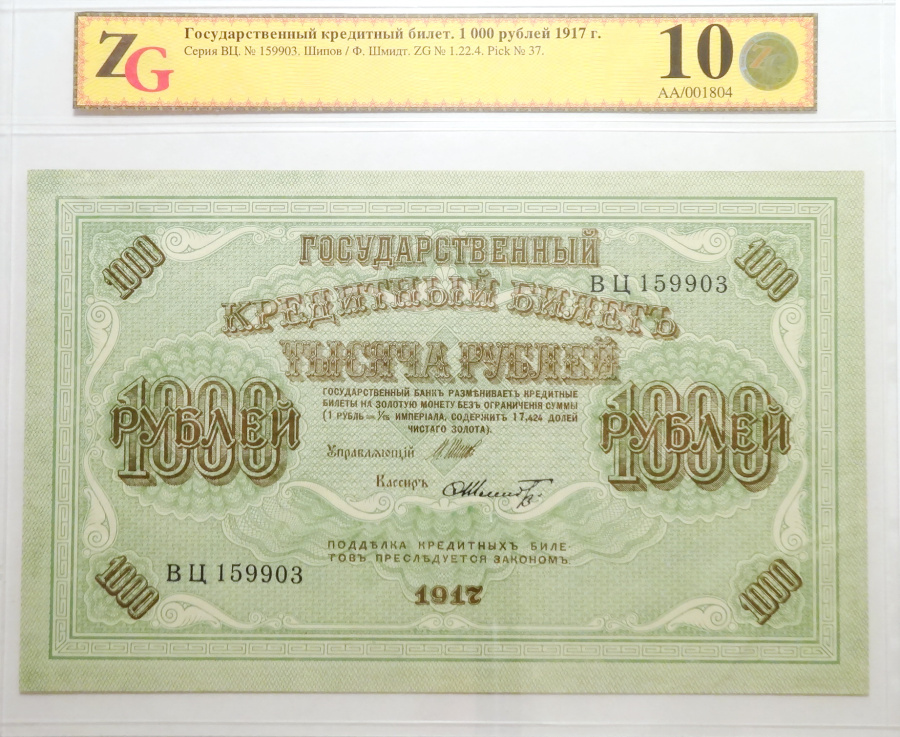 ZG
Государственный кредитный билет. 1 000 рублей 1917 г.
Серия ВЦ. № 159903. Шипов / Ф. Шмидт. ZG № 1.22.4. Pick № 37.
10
АА/001804
1000
1000
ГОСУДАРСТВЕННЫЙ
ВЦ 159903
КРЕДИТНЫЙ БИЛЕТЪ
ТЫСЯЧА РУБЛЕЙ
1000
РУБЛЕЙ
1000
РУБЛЕЙ
ГОСУДАРСТВЕННЫЙ БАНКЪ РАЗМѢНИВАЕТЪ КРЕДИТНЫЕ
БИЛЕТЫ НА ЗОЛОТУЮ МОНЕТУ БЕЗЪ ОГРАНИЧЕНІЯ СУММЫ
(1 РУБЛЬ = 1/15 ИМПЕРІАЛА, СОДЕРЖИТЪ 17,424 ДОЛЕЙ
ЧИСТАГО ЗОЛОТА).
Управляющій
Кассиръ
ПОДДѢЛКА КРЕДИТНЫХЪ БИЛЕ-
ТОВЪ ПРЕСЛѢДУЕТСЯ ЗАКОНОМЪ.
1000
ВЦ 159903
1917
1000